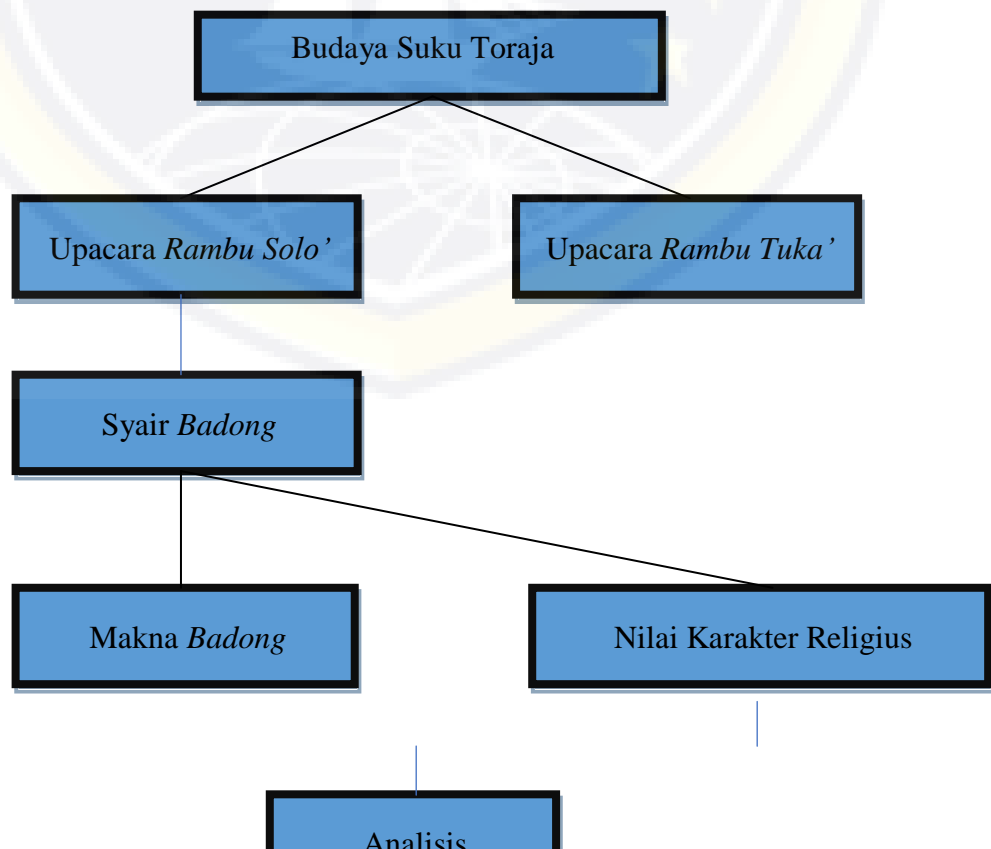 Budaya Suku Toraja
Upacara Rambu Solo’
Upacara Rambu Tuka’
Syair Badong
Makna Badong
Nilai Karakter Religius
Analisis